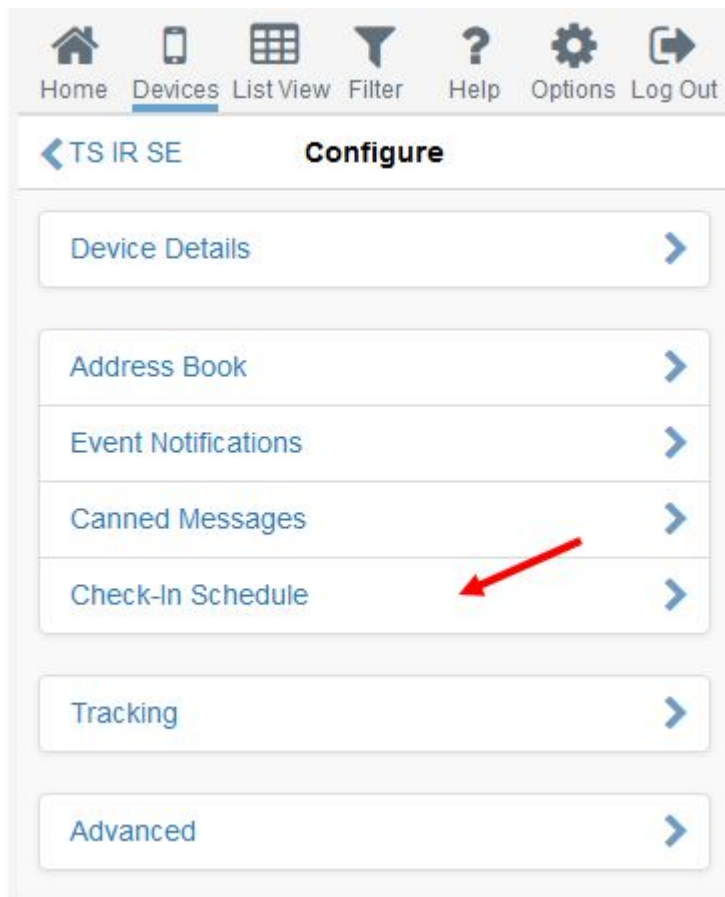 Home Devices List View Filter Help Options Log Out
TS IR SE Configure
Device Details
Address Book
Event Notifications
Canned Messages
Check-In Schedule
Tracking
Advanced